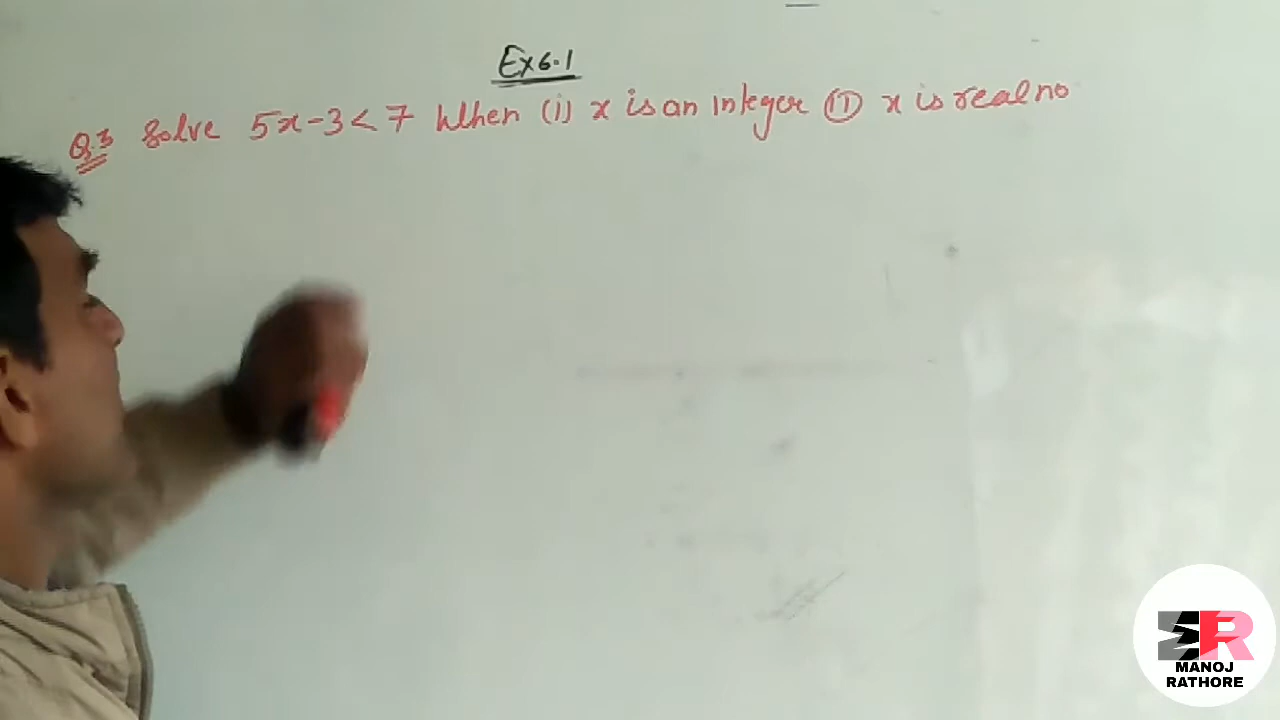 Ex 6.1
Q.3 Solve 5x-3<7 When (i) x is an integer (ii) x is real no
MANOJ
RATHORE